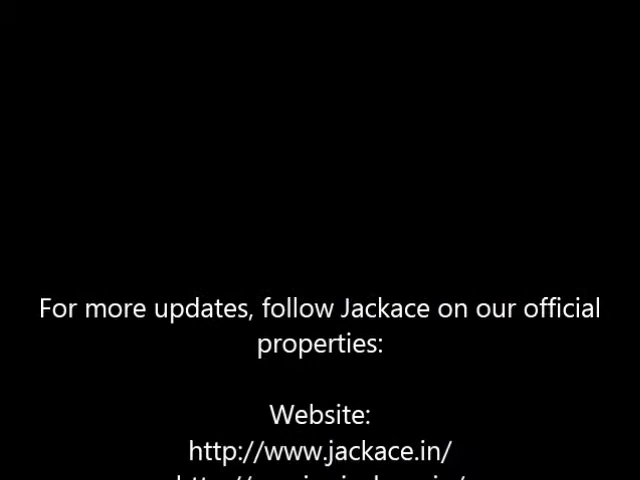 For more updates, follow Jackace on our official
properties:
Website:
http://www.jackace.in/